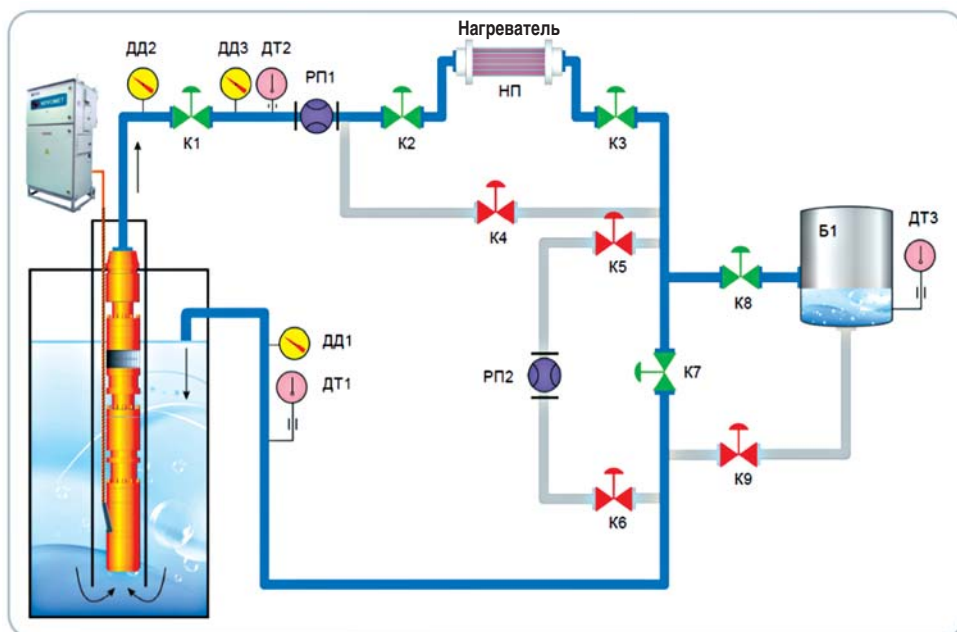 Нагреватель
ДД2
ДД3
ДТ2
РП1
НП
К1
К2
К3
К4
К5
Б1
ДТ3
К8
ДД1
ДТ1
РП2
К7
К9
К6